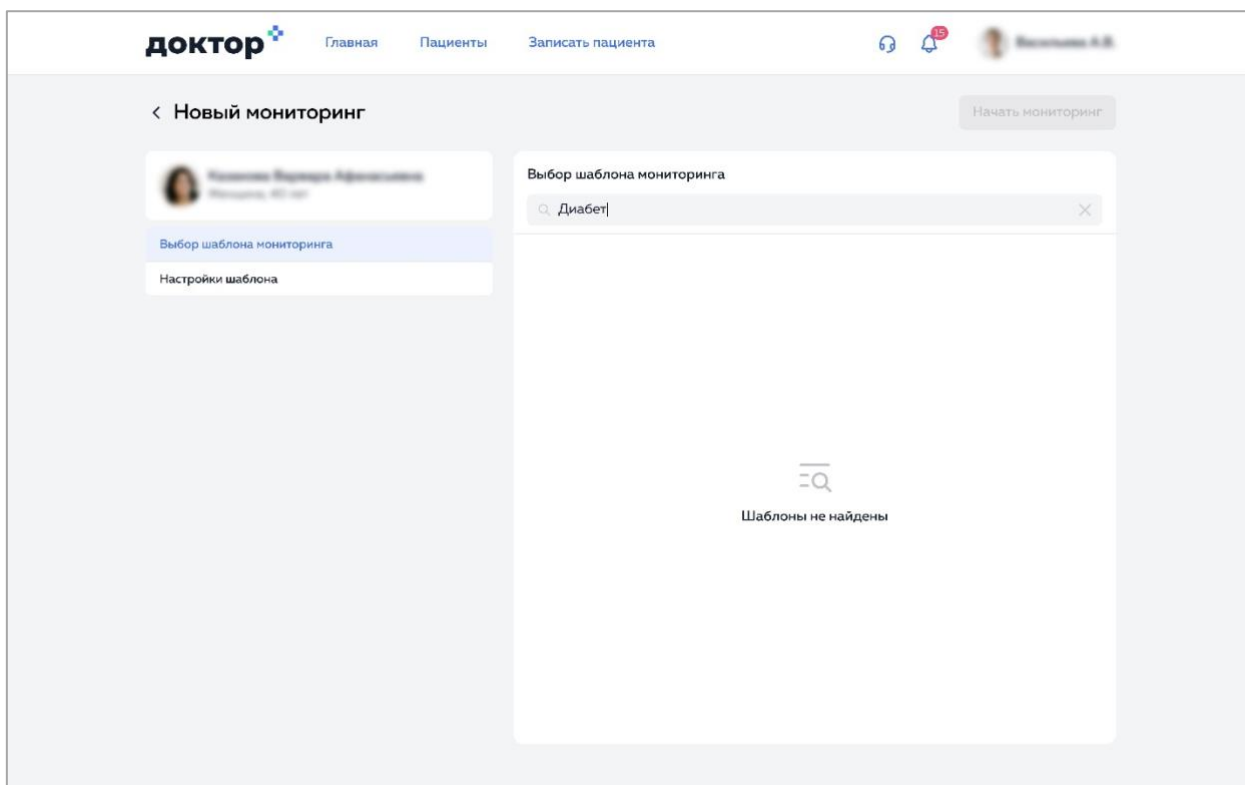 доктор
Главная
Пациенты
Записать пациента
15
Новый мониторинг
Начать мониторинг
Выбор шаблона мониторинга
Настройки шаблона
Выбор шаблона мониторинга
Диабет
Шаблоны не найдены